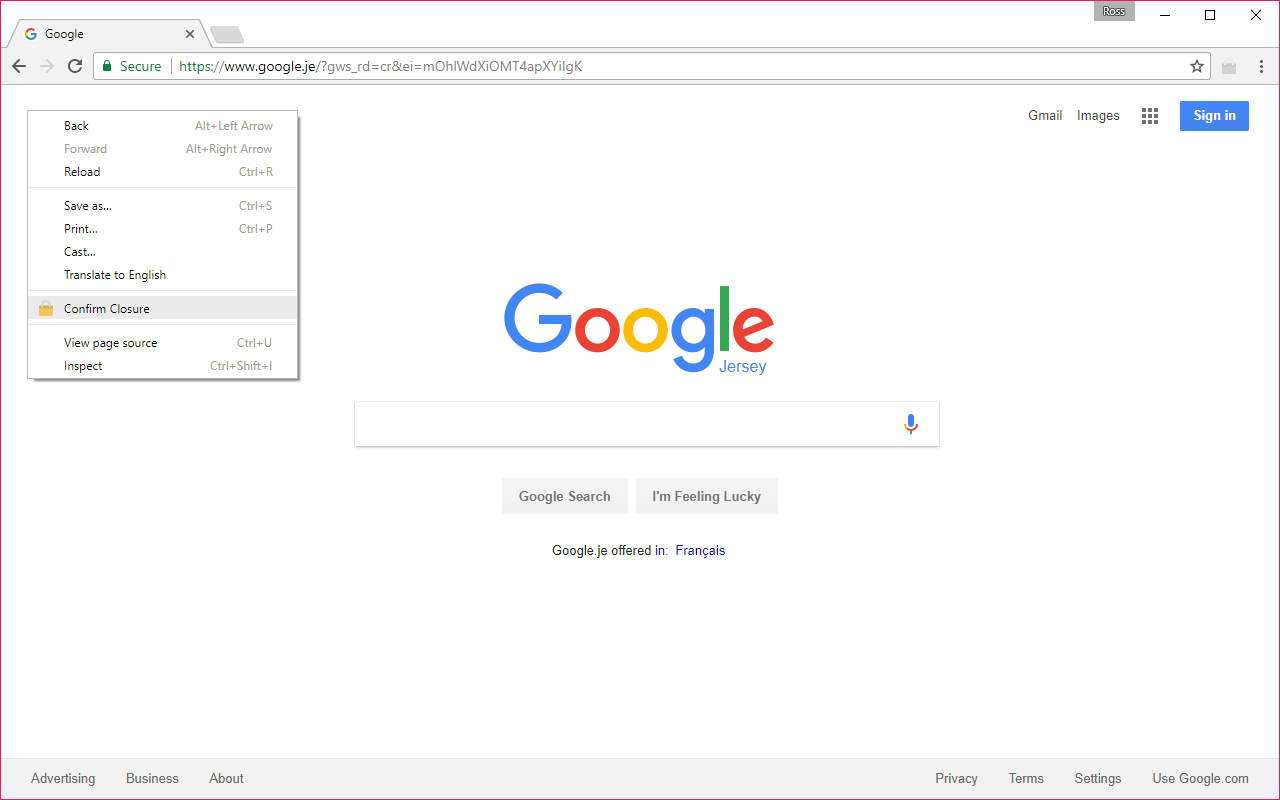 Ross
Google
Secure https://www.google.je/?gws_rd=cr&ei=mOhIWdXiOMT4apXYiIgK
Gmail Images Sign in
Back Alt+Left Arrow
Forward Alt+Right Arrow
Reload Ctrl+R
Save as... Ctrl+S
Print... Ctrl+P
Cast...
Translate to English
Confirm Closure
View page source Ctrl+U
Inspect Ctrl+Shift+I
Google
Jersey
Google Search I'm Feeling Lucky
Google.je offered in: Français
Advertising Business About Privacy Terms Settings Use Google.com